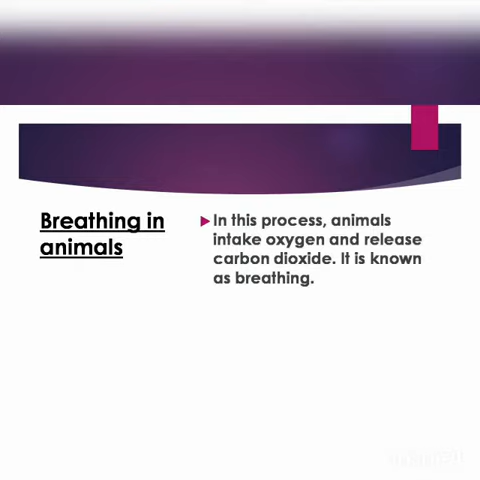 Breathing in
animals
In this process, animals
intake oxygen and release
carbon dioxide. It is known
as breathing.